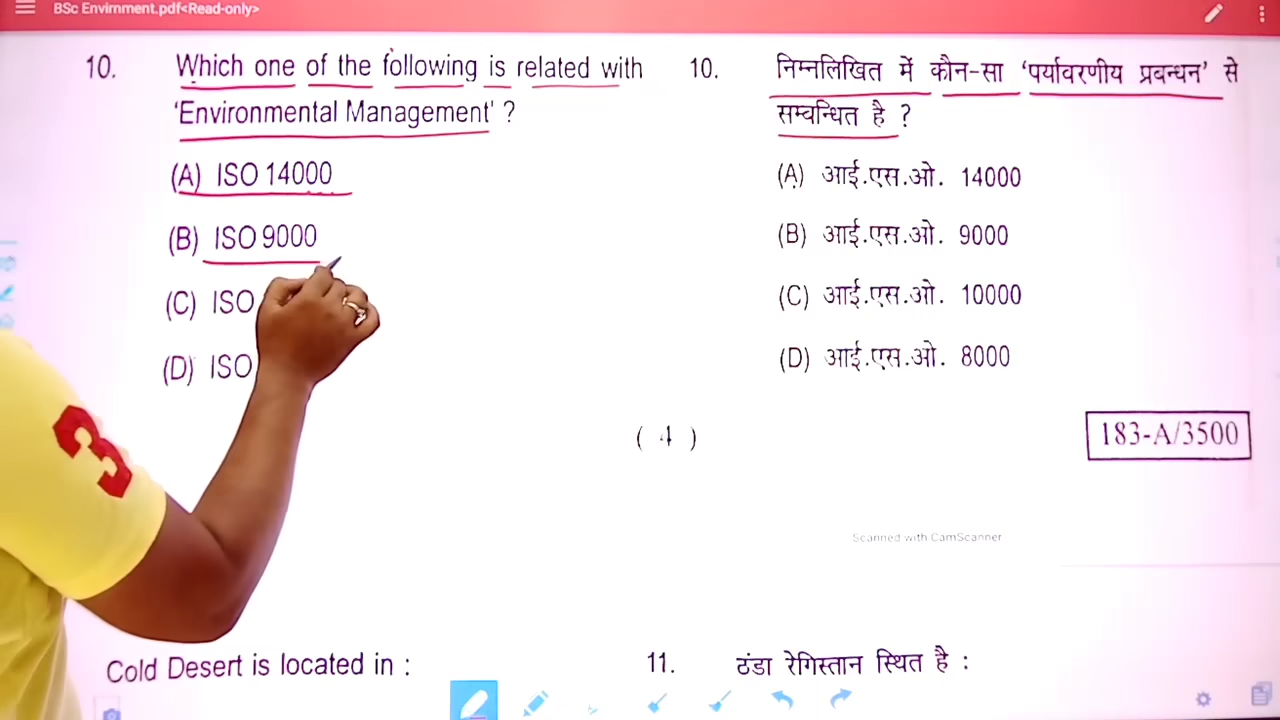 BSc Envirnment.pdf<Read-only>
10. Which one of the following is related with
'Environmental Management' ?
(A) ISO 14000
(B) ISO 9000
(C) ISO
(D) ISO
10. निम्नलिखित में कौन-सा 'पर्यावरणीय प्रबन्धन' से
सम्बन्धित है ?
(A) आई.एस.ओ. 14000
(B) आई.एस.ओ. 9000
(C) आई.एस.ओ. 10000
(D) आई.एस.ओ. 8000
( 4 )
183-A/3500
Scanned with CamScanner
Cold Desert is located in :
11. ठंडा रेगिस्तान स्थित है :
3